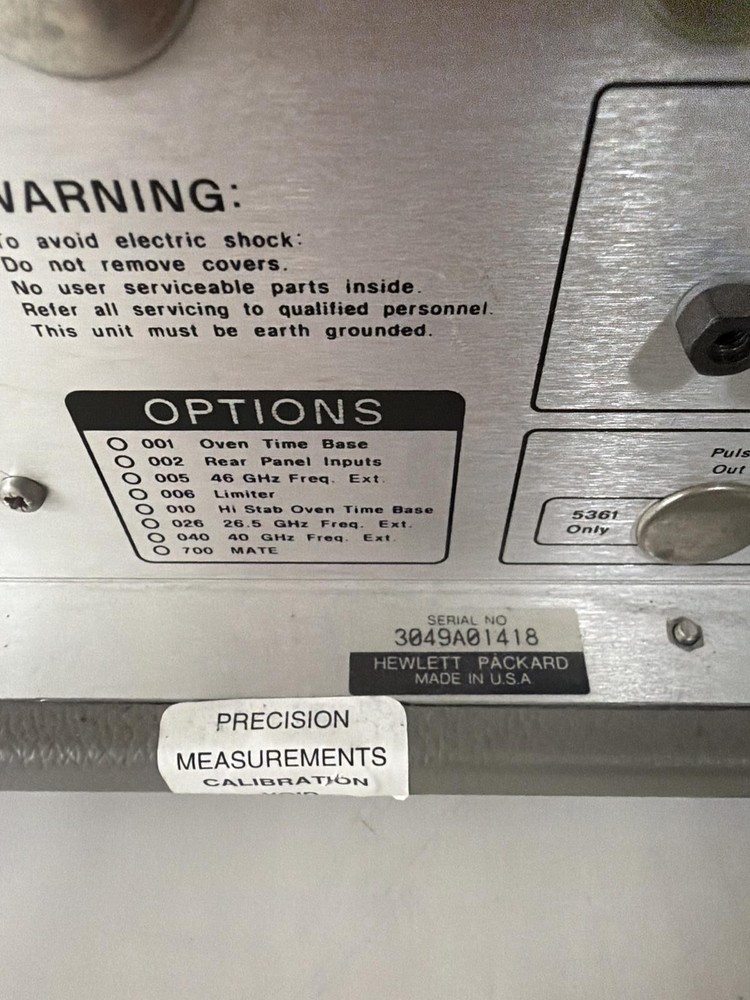 WARNING:
To avoid electric shock:
Do not remove covers.
No user serviceable parts inside.
Refer all servicing to qualified personnel.
This unit must be earth grounded.
OPTIONS
001 Oven Time Base
002 Rear Panel Inputs
005 46 GHz Freq. Ext.
006 Limiter
010 Hi Stab Oven Time Base
026 26.5 GHz Freq. Ext.
040 40 GHz Freq. Ext.
700 MATE
Puls
Out
5361
Only
SERIAL NO
3049A01418
HEWLETT PACKARD
MADE IN U.S.A
PRECISION
MEASUREMENTS
CALIBRATION